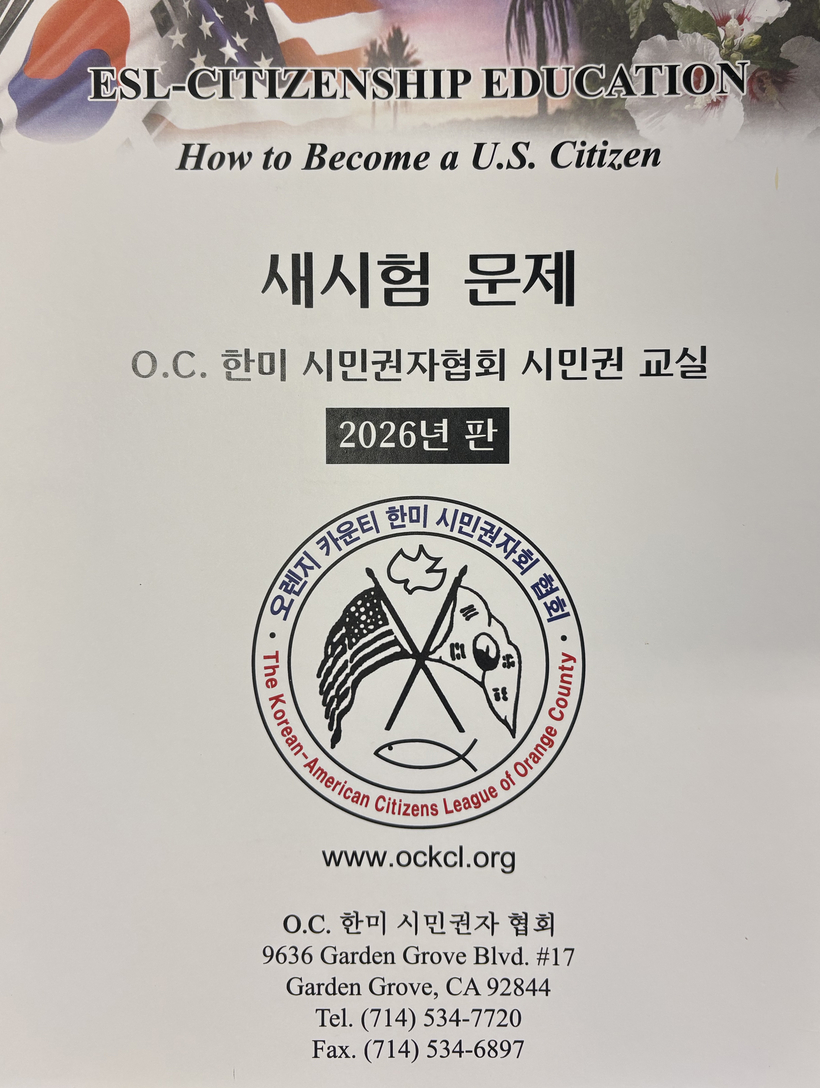 ESL-CITIZENSHIP EDUCATION
How to Become a U.S. Citizen
새시험 문제
O.C. 한미 시민권자협회 시민권 교실
2026년 판
오렌지 카운티 한미 시민권자회 협회
The Korean-American Citizens League of Orange County
www.ockcl.org
O.C. 한미 시민권자 협회
9636 Garden Grove Blvd. #17
Garden Grove, CA 92844
Tel. (714) 534-7720
Fax. (714) 534-6897